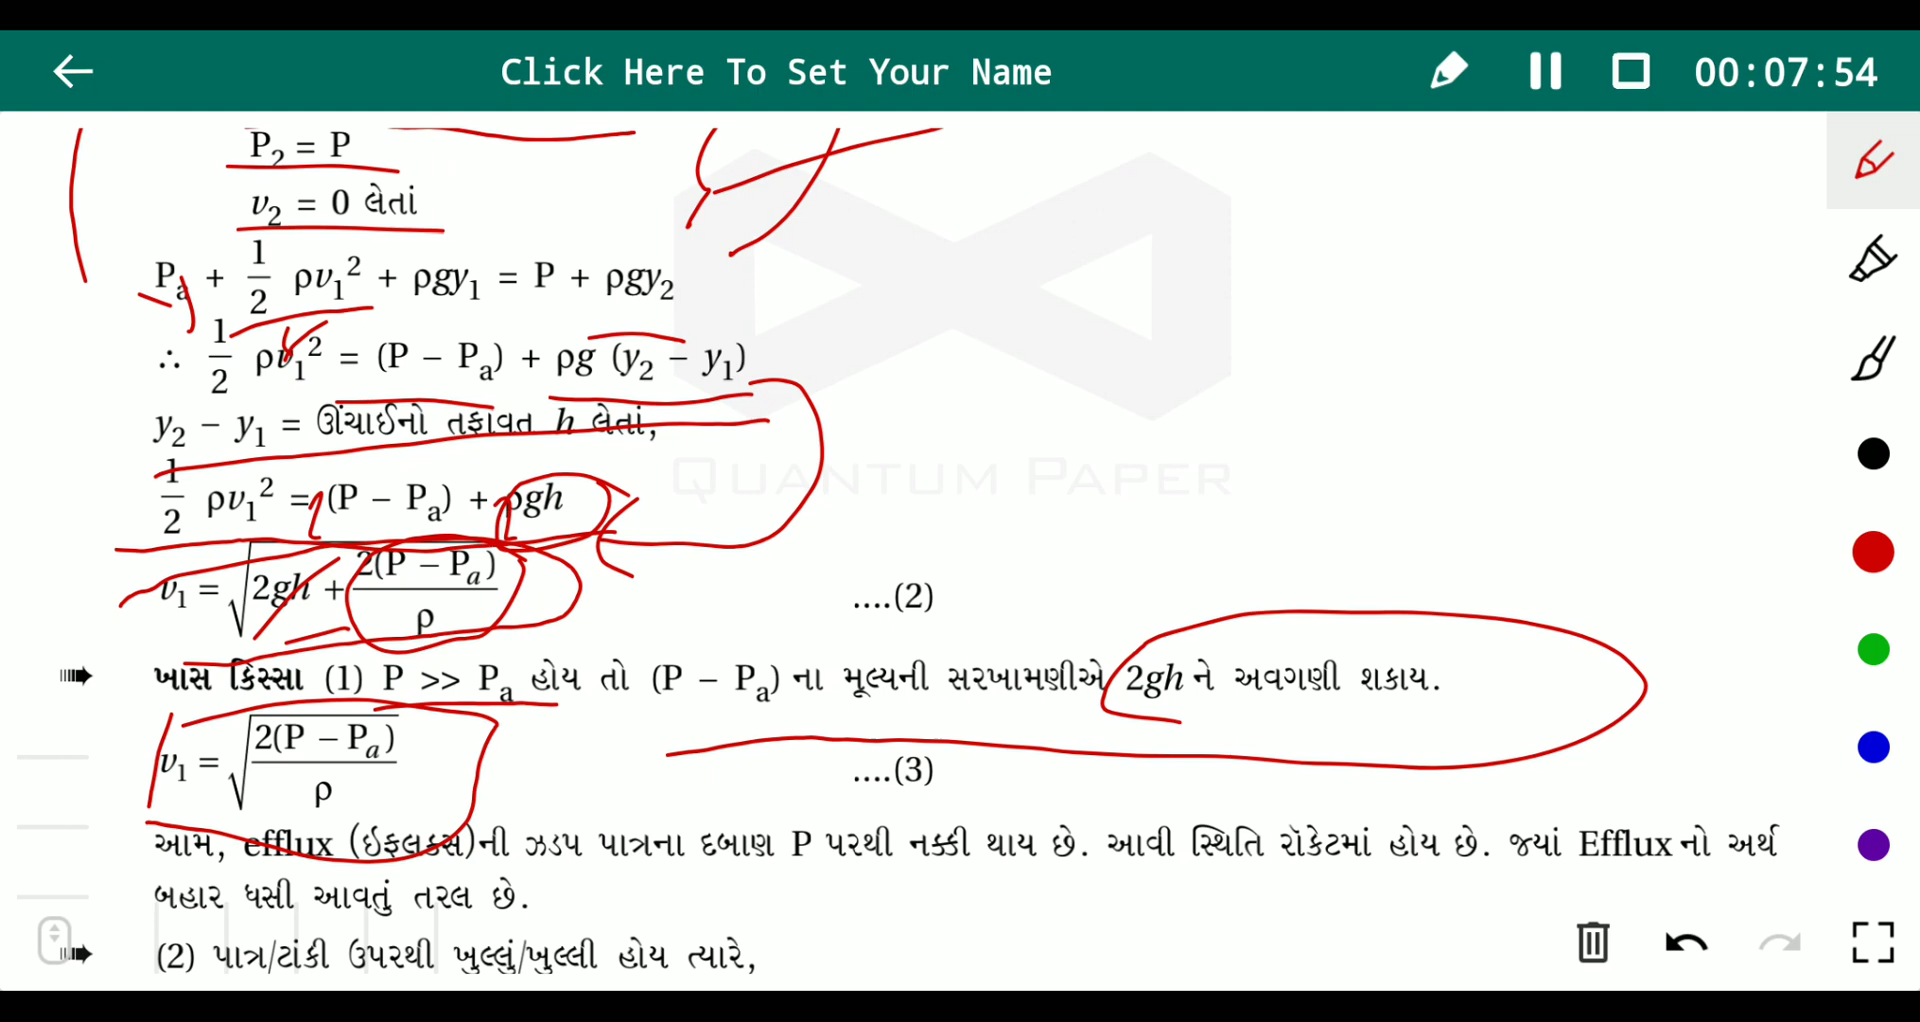 Click Here To Set Your Name
00:07:54
P₂ = P
v₂ = 0 લેતાં
Pₐ + 1/2 ρv₁² + ρgy₁ = P + ρgy₂
∴ 1/2 ρv₁² = (P – Pₐ) + ρg (y₂ – y₁)
y₂ – y₁ = ઊંચાઈનો તફાવત h લેતાં,
1/2 ρv₁² = (P – Pₐ) + ρgh
v₁ = √(2gh + 2(P – Pₐ)/ρ) ....(2)
ખાસ કિસ્સા (1) P >> Pₐ હોય તો (P – Pₐ) ના મૂલ્યની સરખામણીએ 2gh ને અવગણી શકાય.
v₁ = √(2(P – Pₐ)/ρ) ....(3)
આમ, efflux (ઇફલક્સ)ની ઝડપ પાત્રના દબાણ P પરથી નક્કી થાય છે. આવી સ્થિતિ રૉકેટમાં હોય છે. જ્યાં Efflux નો અર્થ
બહાર ધસી આવતું તરલ છે.
(2) પાત્ર/ટાંકી ઉપરથી ખુલ્લું/ખુલ્લી હોય ત્યારે,
QUANTUM PAPER